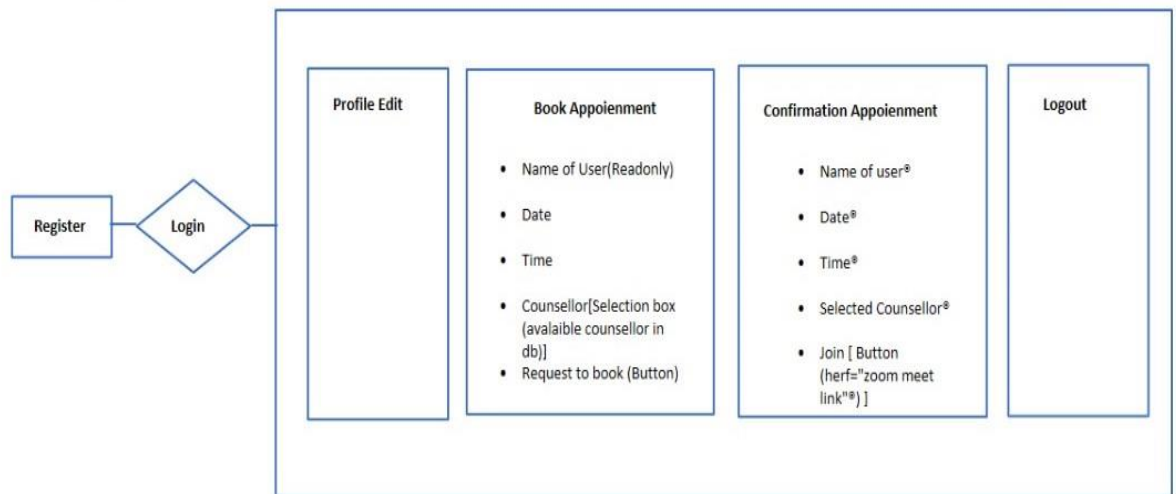 Register
Login
Profile Edit
Book Appoienment
• Name of User(Readonly)
• Date
• Time
• Counsellor[Selection box
(avalaible counsellor in
db)]
• Request to book (Button)
Confirmation Appoienment
• Name of user®
• Date®
• Time®
• Selected Counsellor®
• Join [ Button
(herf="zoom meet
link"®) ]
Logout